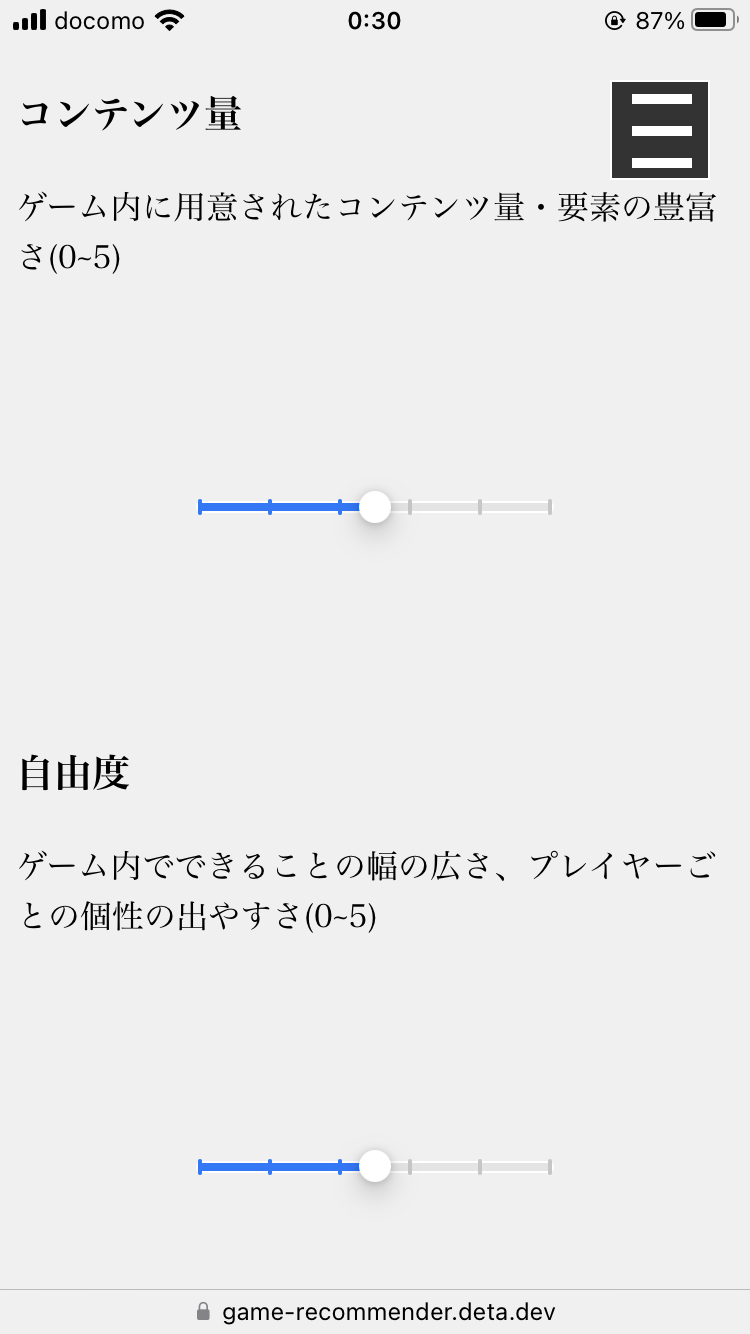 docomo 0:30 87%
コンテンツ量
ゲーム内に用意されたコンテンツ量・要素の豊富
さ(0~5)
自由度
ゲーム内でできることの幅の広さ、プレイヤーご
との個性の出やすさ(0~5)
game-recommender.deta.dev